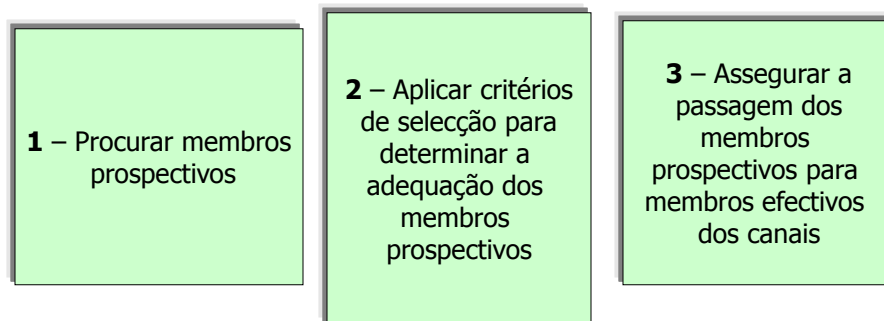 1 – Procurar membros
prospectivos
2 – Aplicar critérios
de selecção para
determinar a
adequação dos
membros
prospectivos
3 – Assegurar a
passagem dos
membros
prospectivos para
membros efectivos
dos canais